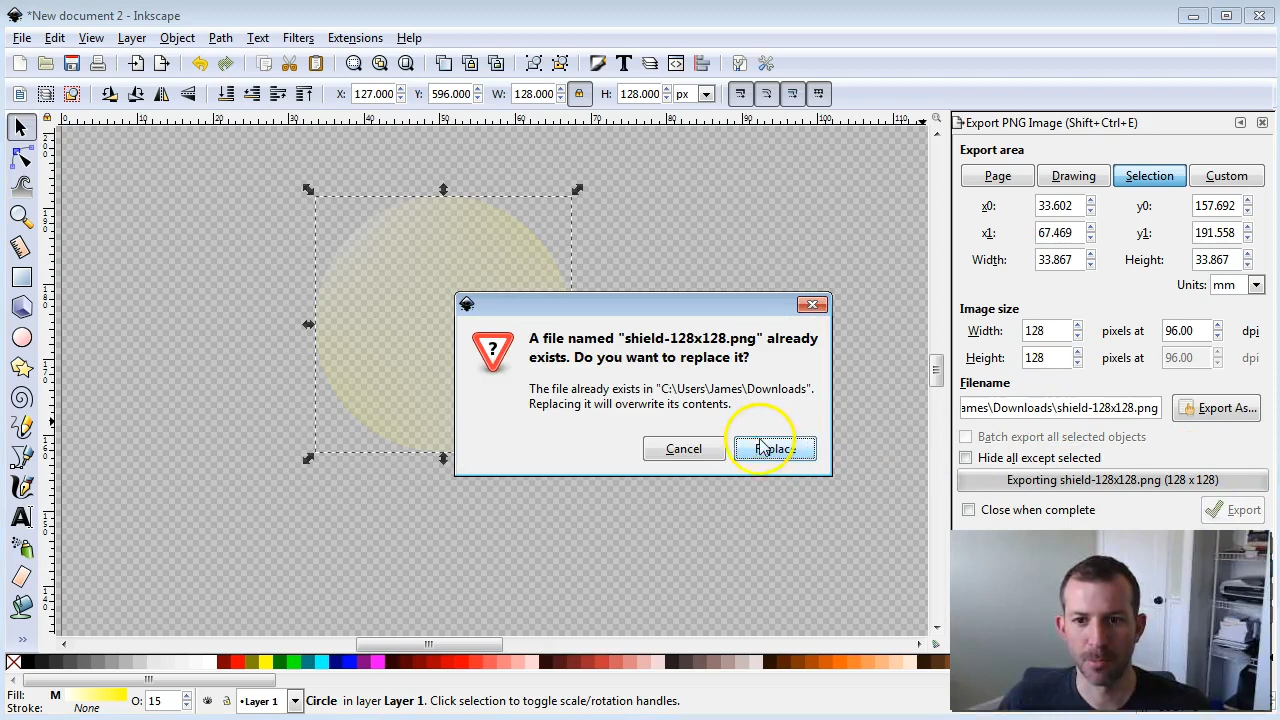 *New document 2 - Inkscape
File Edit View Layer Object Path Text Filters Extensions Help
X: 127.000 Y: 596.000 W: 128.000 H: 128.000 px
Export PNG Image (Shift+Ctrl+E)
Export area
Page Drawing Selection Custom
x0: 33.602 y0: 157.692
x1: 67.469 y1: 191.558
Width: 33.867 Height: 33.867
Units: mm
Image size
Width: 128 pixels at 96.00 dpi
Height: 128 pixels at 96.00 dpi
Filename
ames\Downloads\shield-128x128.png Export As...
Batch export all selected objects
Hide all except selected
Exporting shield-128x128.png (128 x 128)
Close when complete Export
A file named "shield-128x128.png" already
exists. Do you want to replace it?
The file already exists in "C:\Users\James\Downloads".
Replacing it will overwrite its contents.
Cancel Replace
Fill: M O: 15 •Layer 1 Circle in layer Layer 1. Click selection to toggle scale/rotation handles.
Stroke: None